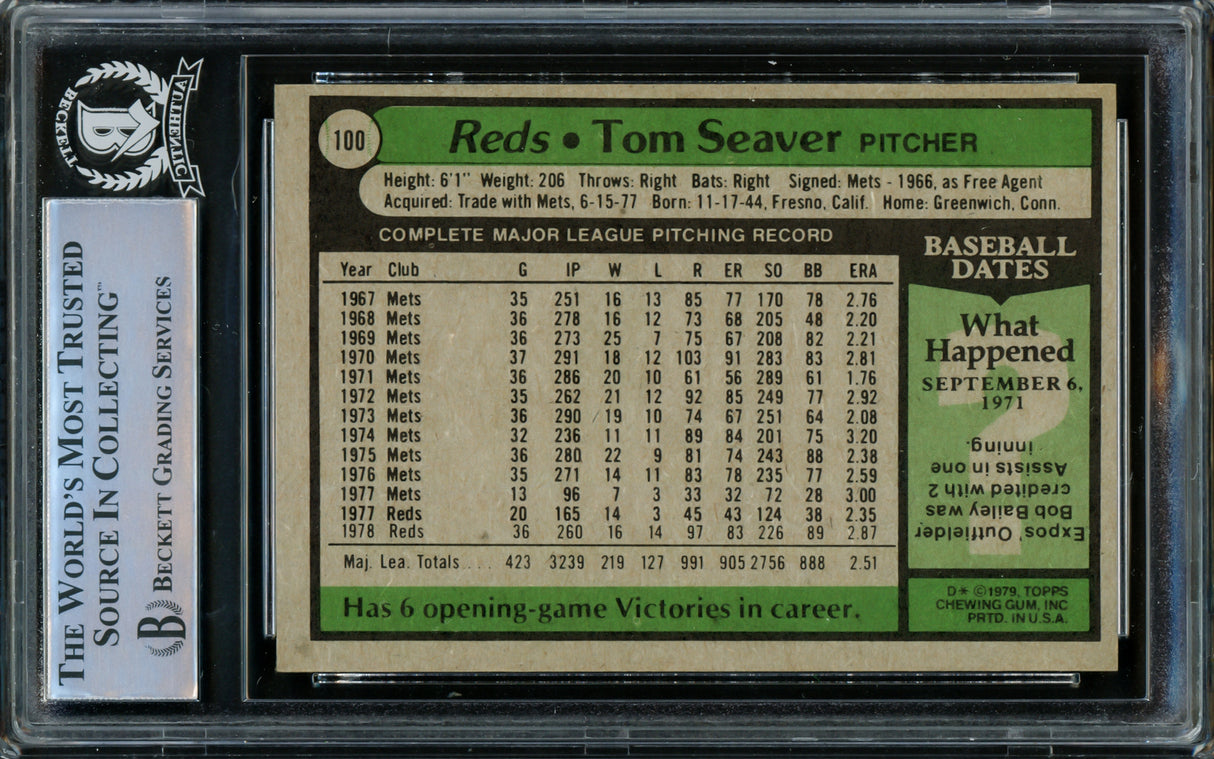 BECKETT
AUTHENTIC
B
THE WORLD'S MOST TRUSTED
SOURCE IN COLLECTING™
BECKETT GRADING SERVICES
100
Reds • Tom Seaver PITCHER
Height: 6'1" Weight: 206 Throws: Right Bats: Right Signed: Mets - 1966, as Free Agent
Acquired: Trade with Mets, 6-15-77 Born: 11-17-44, Fresno, Calif. Home: Greenwich, Conn.
COMPLETE MAJOR LEAGUE PITCHING RECORD
Year Club G IP W L R ER SO BB ERA
1967 Mets 35 251 16 13 85 77 170 78 2.76
1968 Mets 36 278 16 12 73 68 205 48 2.20
1969 Mets 36 273 25 7 75 67 208 82 2.21
1970 Mets 37 291 18 12 103 91 283 83 2.81
1971 Mets 36 286 20 10 61 56 289 61 1.76
1972 Mets 35 262 21 12 92 85 249 77 2.92
1973 Mets 36 290 19 10 74 67 251 64 2.08
1974 Mets 32 236 11 11 89 84 201 75 3.20
1975 Mets 36 280 22 9 81 74 243 88 2.38
1976 Mets 35 271 14 11 83 78 235 77 2.59
1977 Mets 13 96 7 3 33 32 72 28 3.00
1977 Reds 20 165 14 3 45 43 124 38 2.35
1978 Reds 36 260 16 14 97 83 226 89 2.87
Maj. Lea. Totals . . . 423 3239 219 127 991 905 2756 888 2.51
Has 6 opening-game Victories in career.
BASEBALL
DATES
What
Happened
SEPTEMBER 6,
1971
Expos' Outfielder
Bob Bailey was
credited with 2
Assists in one
inning.
D* ©1979, TOPPS
CHEWING GUM, INC
PRTD. IN U.S.A.